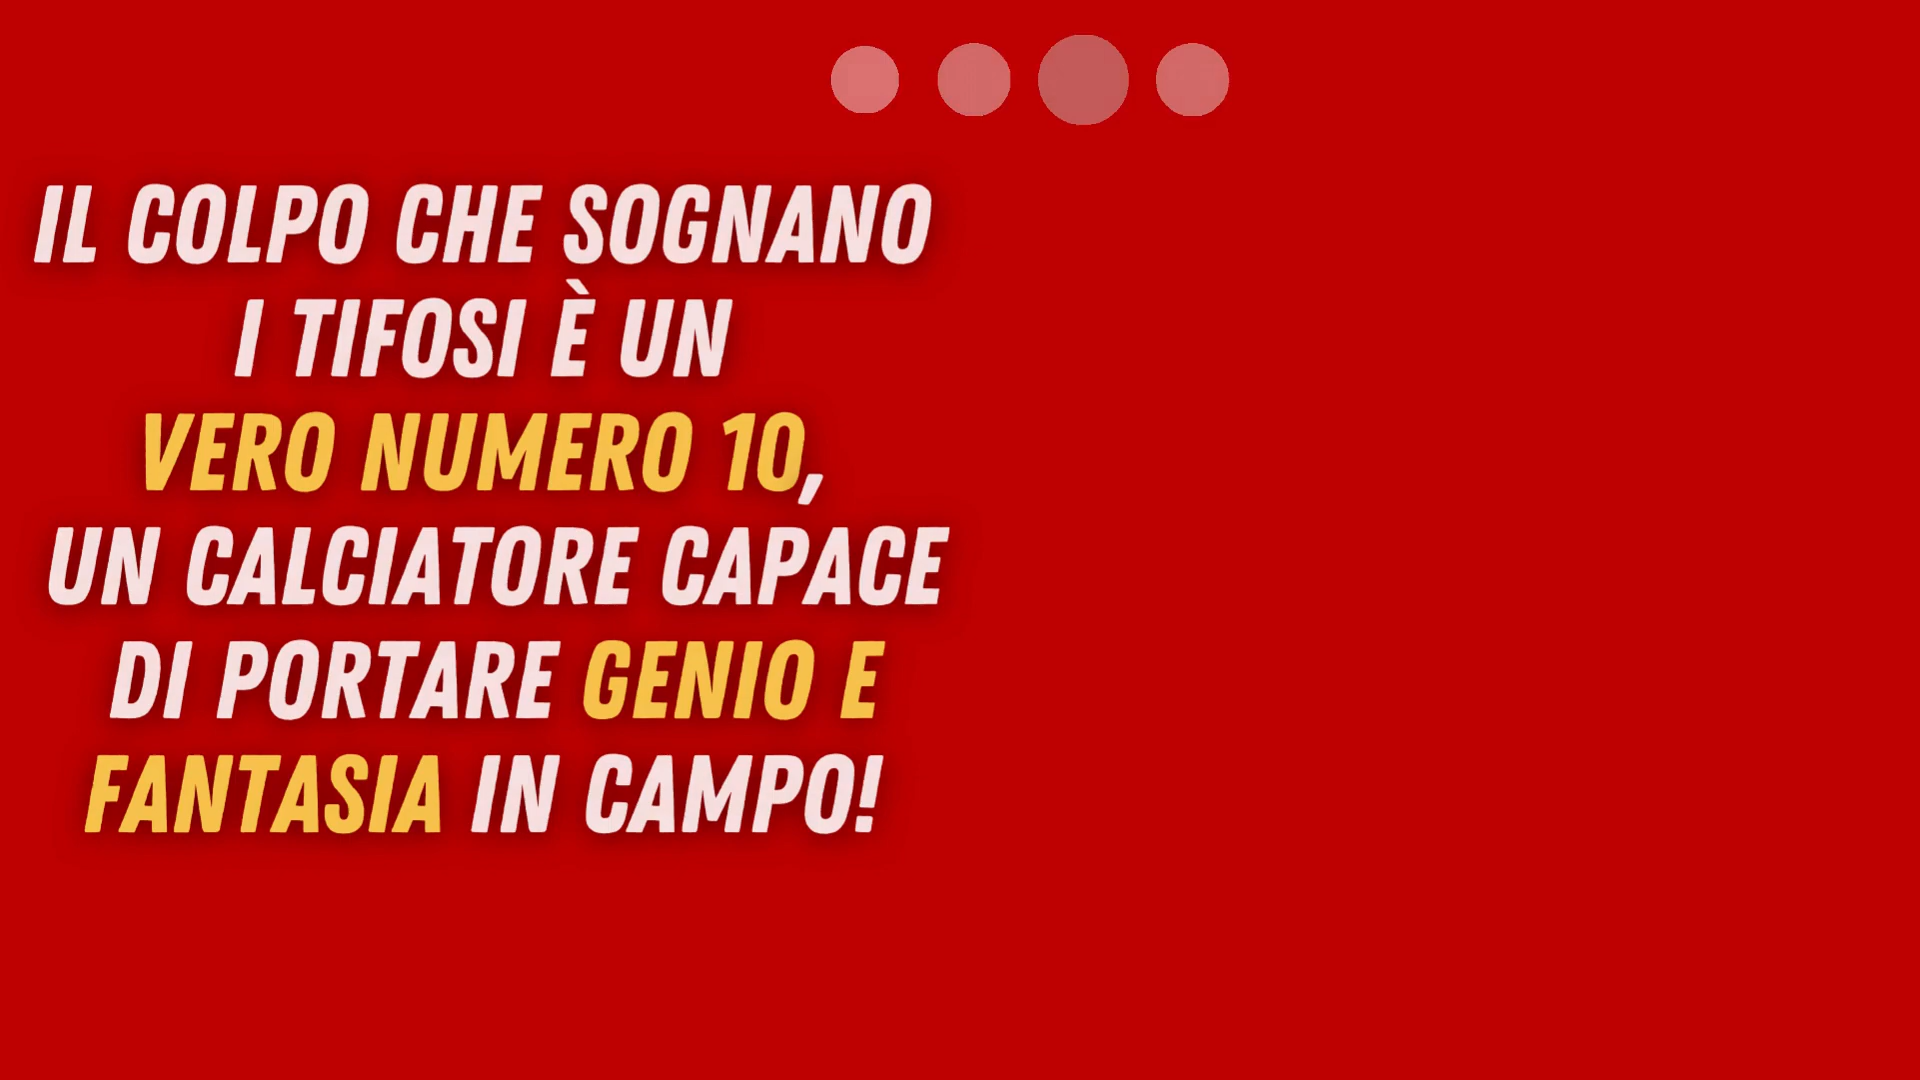 IL COLPO CHE SOGNANO
I TIFOSI È UN
VERO NUMERO 10,
UN CALCIATORE CAPACE
DI PORTARE GENIO E
FANTASIA IN CAMPO!